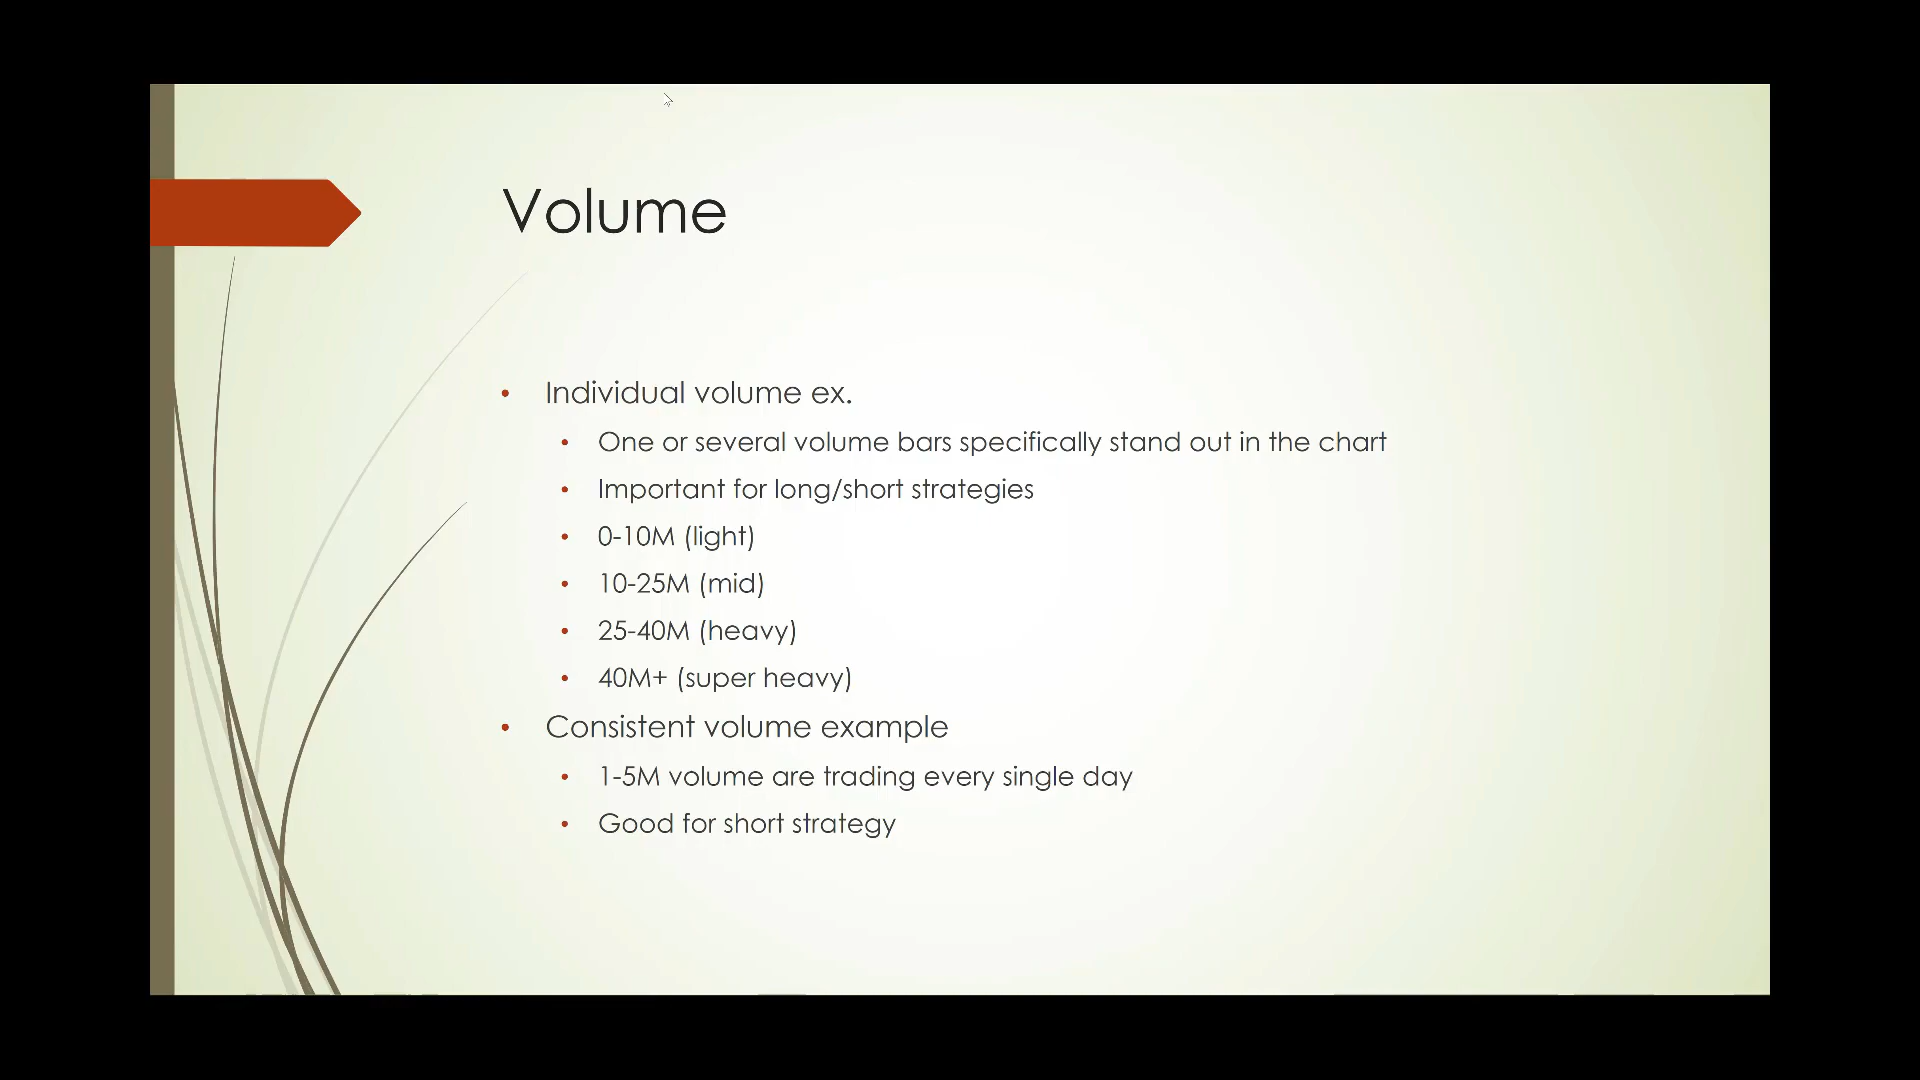 Volume
• Individual volume ex.
• One or several volume bars specifically stand out in the chart
• Important for long/short strategies
• 0-10M (light)
• 10-25M (mid)
• 25-40M (heavy)
• 40M+ (super heavy)
• Consistent volume example
• 1-5M volume are trading every single day
• Good for short strategy